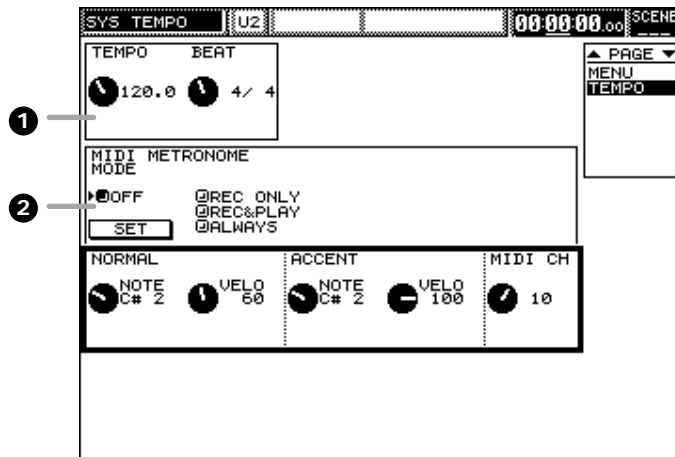 SYS TEMPO U2 00:00:00.00 SCENE
---
TEMPO BEAT
120.0 4/ 4
▲ PAGE ▼
MENU
TEMPO
1
MIDI METRONOME
MODE
2
OFF REC ONLY
REC&PLAY
SET ALWAYS
NORMAL ACCENT MIDI CH
NOTE VELO NOTE VELO
C# 2 60 C# 2 100 10